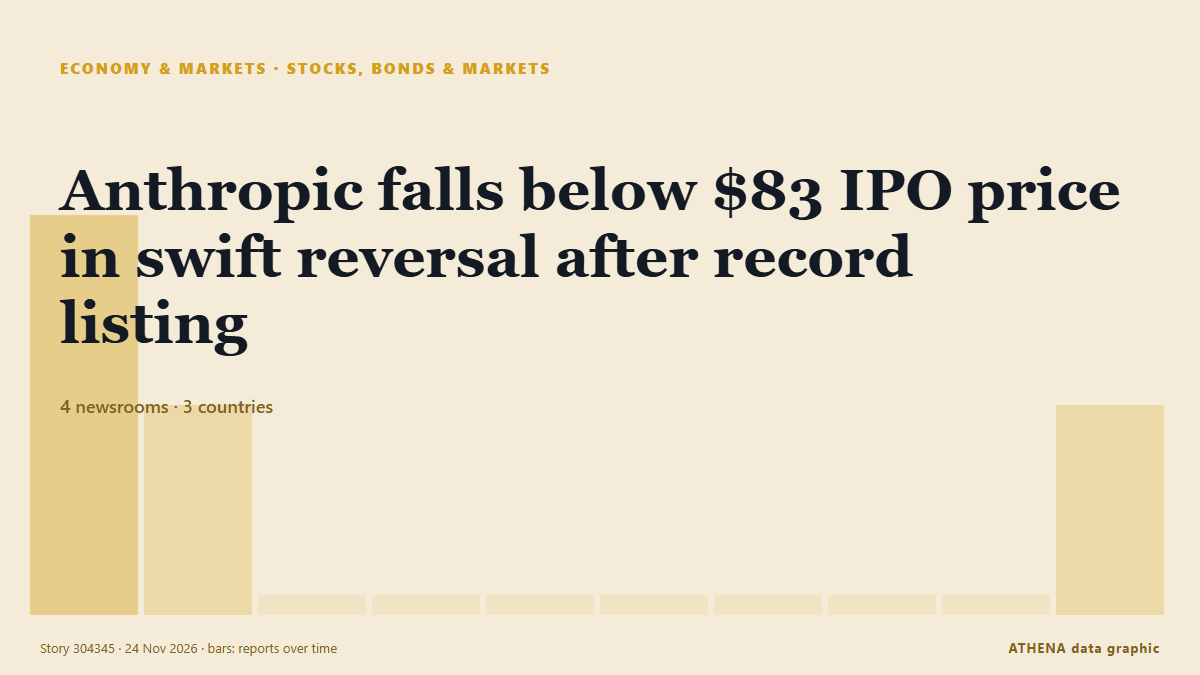 ECONOMY & MARKETS · STOCKS, BONDS & MARKETS
Anthropic falls below $83 IPO price
in swift reversal after record
listing
4 newsrooms · 3 countries
Story 304345 · 24 Nov 2026 · bars: reports over time
ATHENA data graphic